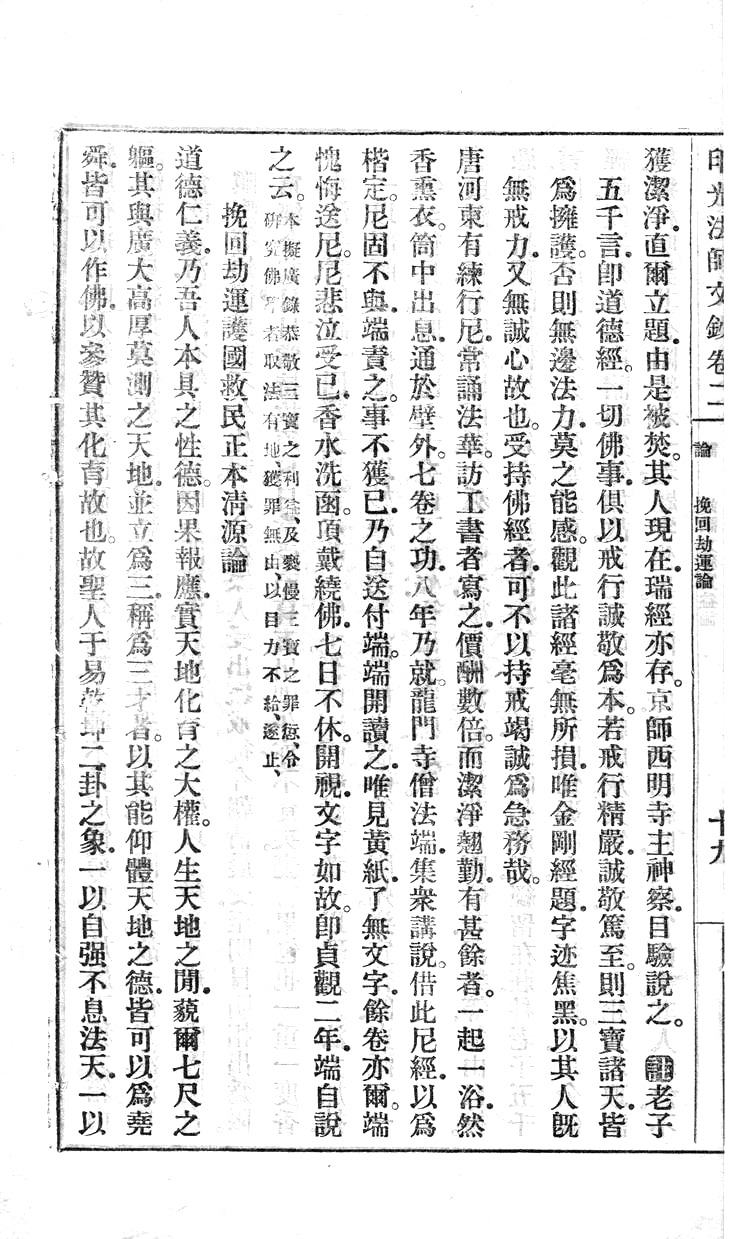 印光法師文鈔卷二 論 挽回劫運論 十九
獲潔淨。直爾立題。由是被焚。其人現在。瑞經亦存。京師西明寺主神察。目驗說之。 註老子
五千言。卽道德經。一切佛事。俱以戒行誠敬爲本。若戒行精嚴。誠敬篤至。則三寶諸天。皆
爲擁護。否則無邊法力。莫之能感。觀此諸經毫無所損。唯金剛經題。字迹焦黑。以其人旣
無戒力。又無誠心故也。受持佛經者。可不以持戒竭誠爲急務哉。
唐河東有練行尼。常誦法華。訪工書者寫之。價酬數倍。而潔淨翹勤。有甚餘者。一起一浴。然
香熏衣。筒中出息。通於壁外。七卷之功。八年乃就。龍門寺僧法端。集衆講說。借此尼經。以爲
楷定。尼固不與。端責之。事不獲已。乃自送付端。端開讀之。唯見黃紙。了無文字。餘卷亦爾。端
愧悔送尼。尼悲泣受已。香水洗函。頂戴繞佛。七日不休。開視。文字如故。卽貞觀二年。端自說
之云。本擬廣錄恭敬三寶之利益、及褻慢三寶之罪愆、令
研究佛乘者取法有地、獲罪無由、以目力不給、遂止、
挽回劫運護國救民正本清源論
道德仁義。乃吾人本具之性德。因果報應。實天地化育之大權。人生天地之閒。藐爾七尺之
軀。其與廣大高厚莫測之天地。並立爲三。稱爲三才者。以其能仰體天地之德。皆可以爲堯
舜。皆可以作佛。以參贊其化育故也。故聖人于易乾坤二卦之象。一以自强不息法天。一以